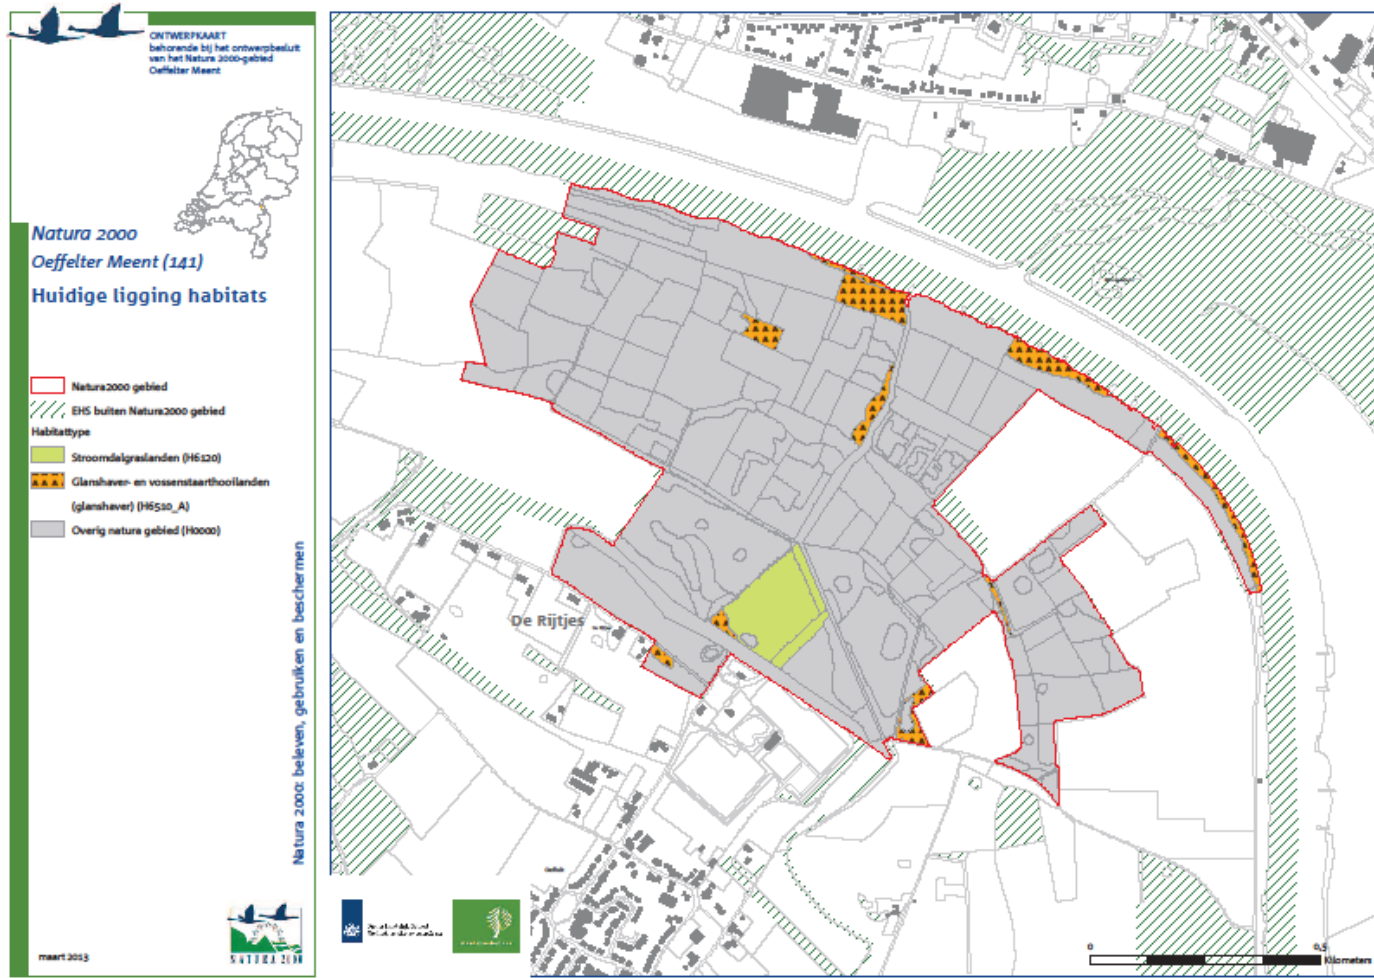 ONTWERPKAART
behorende bij het ontwerpbesluit
van het Natura 2000-gebied
Oeffelter Meent
Natura 2000
Oeffelter Meent (141)
Huidige ligging habitats
Natura2000 gebied
EHS buiten Natura2000 gebied
Habitattype
Stroomdalgraslanden (H6120)
Glanshaver- en vossenstaarthooilanden
(glanshaver) (H6510_A)
Overig natura gebied (H0000)
Natura 2000: beleven, gebruiken en beschermen
maart 2013
NATURA 2000
De Rijtjes
0
0,5
Kilometers